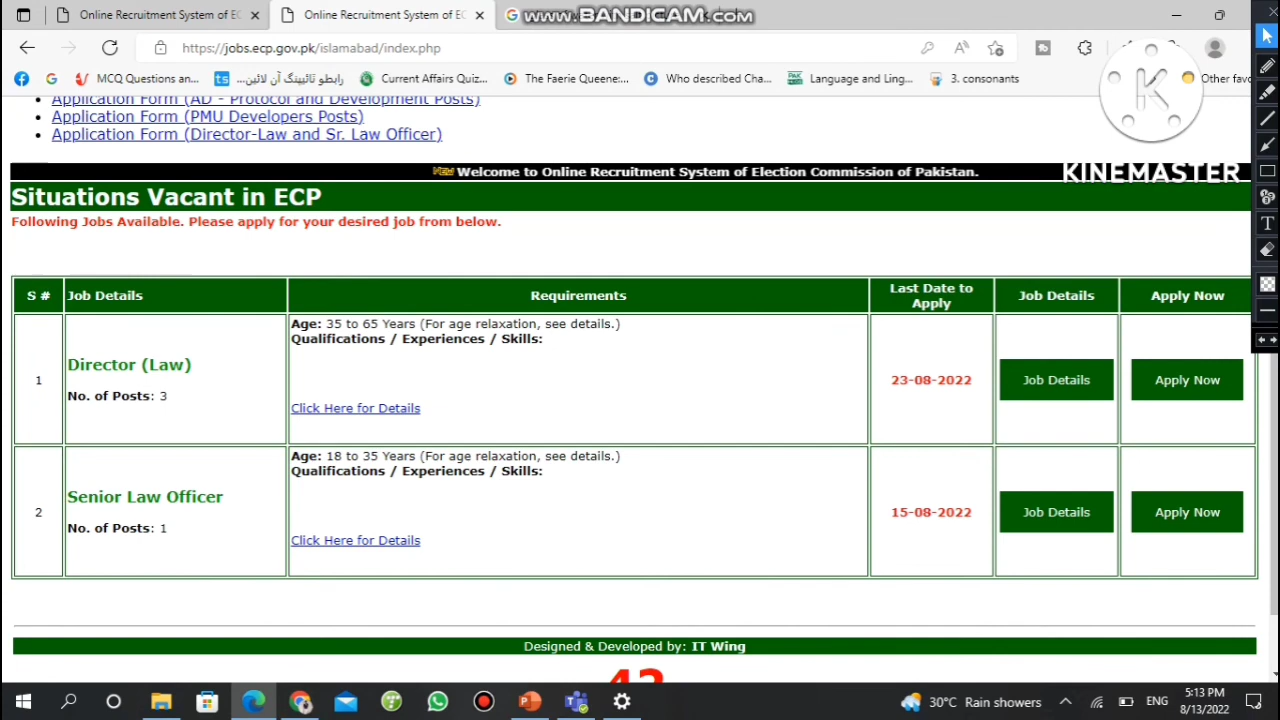 Online Recruitment System of EC
Online Recruitment System of EC
www.BANDICAM.com
https://jobs.ecp.gov.pk/islamabad/index.php
MCQ Questions an...
رابطو ٹائپینگ آن لائین...
Current Affairs Quiz...
The Faerie Queene:...
Who described Cha...
Language and Ling...
3. consonants
Other favo
K
Application Form (AD - Protocol and Development Posts)
Application Form (PMU Developers Posts)
Application Form (Director-Law and Sr. Law Officer)
NEW Welcome to Online Recruitment System of Election Commission of Pakistan.
KINEMASTER
Situations Vacant in ECP
Following Jobs Available. Please apply for your desired job from below.
S # Job Details Requirements Last Date to Apply Job Details Apply Now
1
Director (Law)
No. of Posts: 3
Age: 35 to 65 Years (For age relaxation, see details.)
Qualifications / Experiences / Skills:
Click Here for Details
23-08-2022
Job Details
Apply Now
2
Senior Law Officer
No. of Posts: 1
Age: 18 to 35 Years (For age relaxation, see details.)
Qualifications / Experiences / Skills:
Click Here for Details
15-08-2022
Job Details
Apply Now
Designed & Developed by: IT Wing
30°C Rain showers
ENG
5:13 PM
8/13/2022